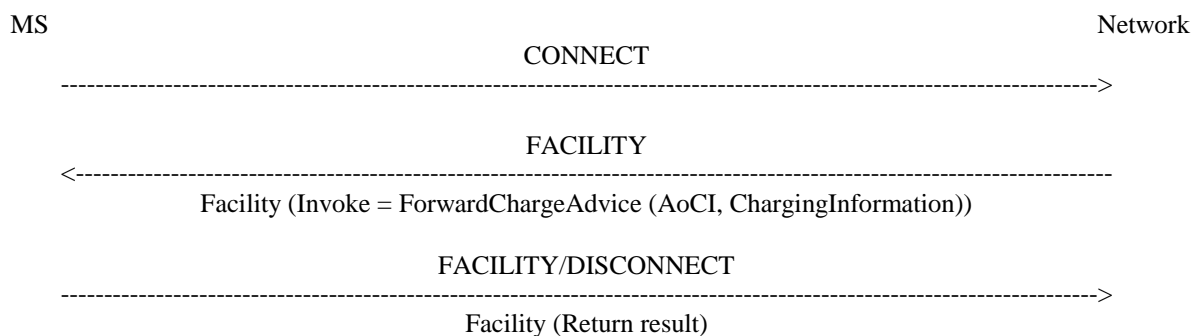 MS Network
CONNECT
------------------------------------------------------------------------------------------------------------------------>
FACILITY
<------------------------------------------------------------------------------------------------------------------------
Facility (Invoke = ForwardChargeAdvice (AoCI, ChargingInformation))
FACILITY/DISCONNECT
------------------------------------------------------------------------------------------------------------------------>
Facility (Return result)